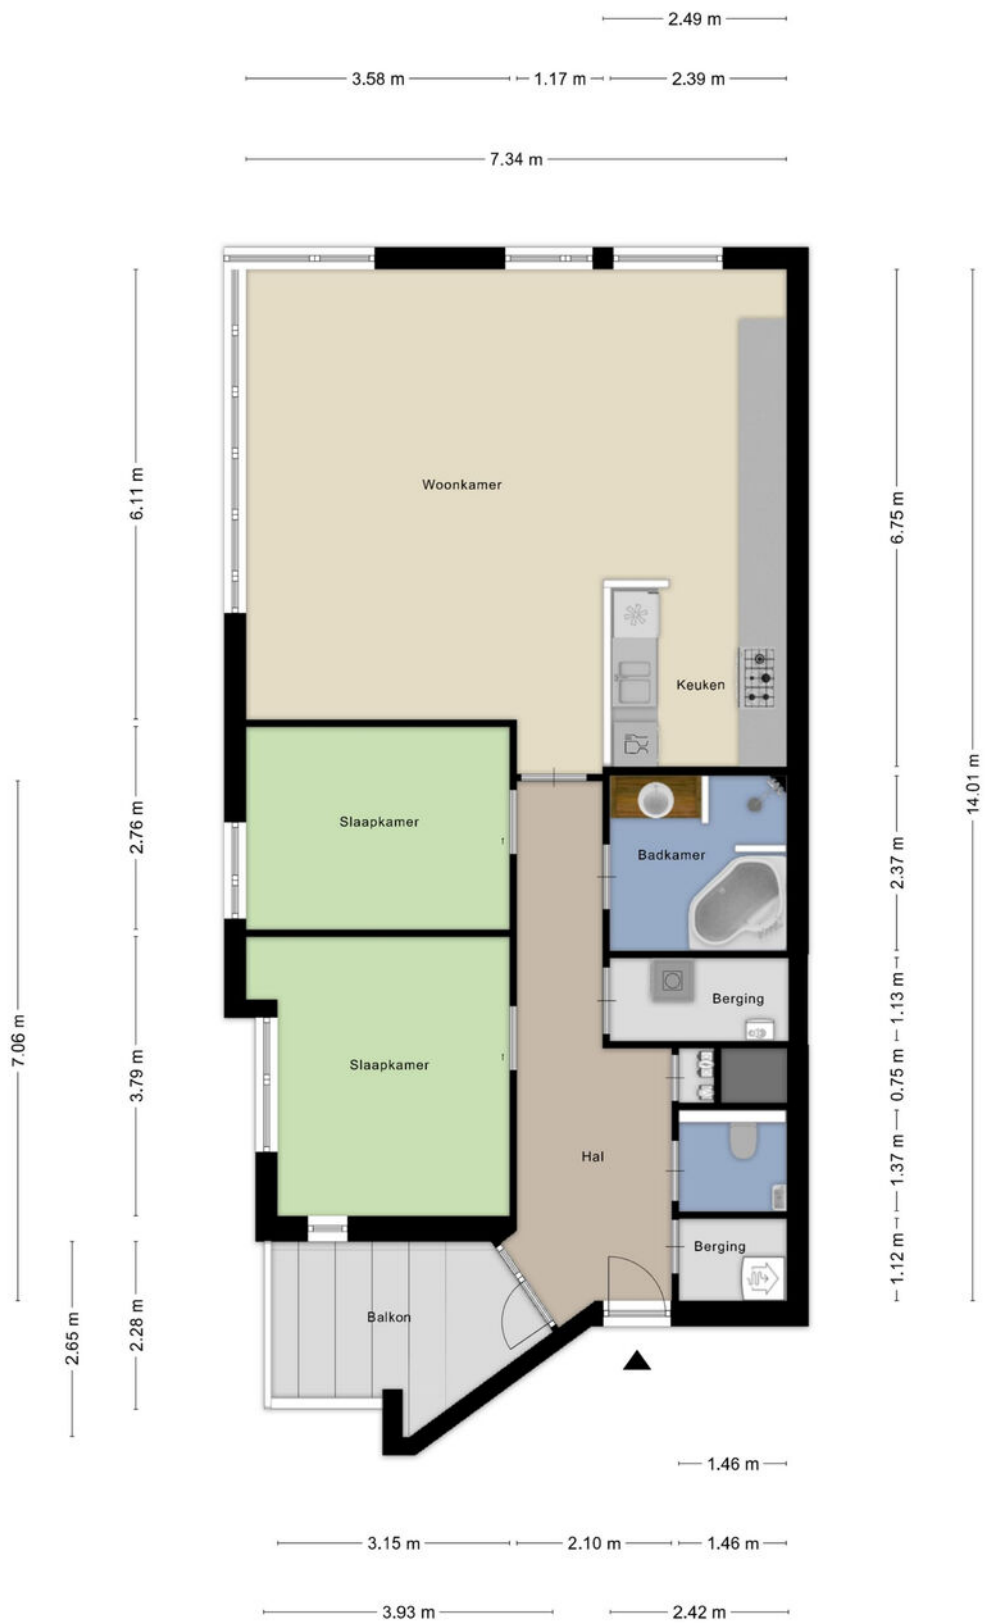 2.49 m
3.58 m
1.17 m
2.39 m
7.34 m
6.11 m
6.75 m
14.01 m
Woonkamer
Keuken
2.76 m
Slaapkamer
Badkamer
2.37 m
7.06 m
3.79 m
Slaapkamer
Berging
1.13 m
0.75 m
Hal
1.37 m
Berging
1.12 m
2.65 m
2.28 m
Balkon
1.46 m
3.15 m
2.10 m
1.46 m
3.93 m
2.42 m